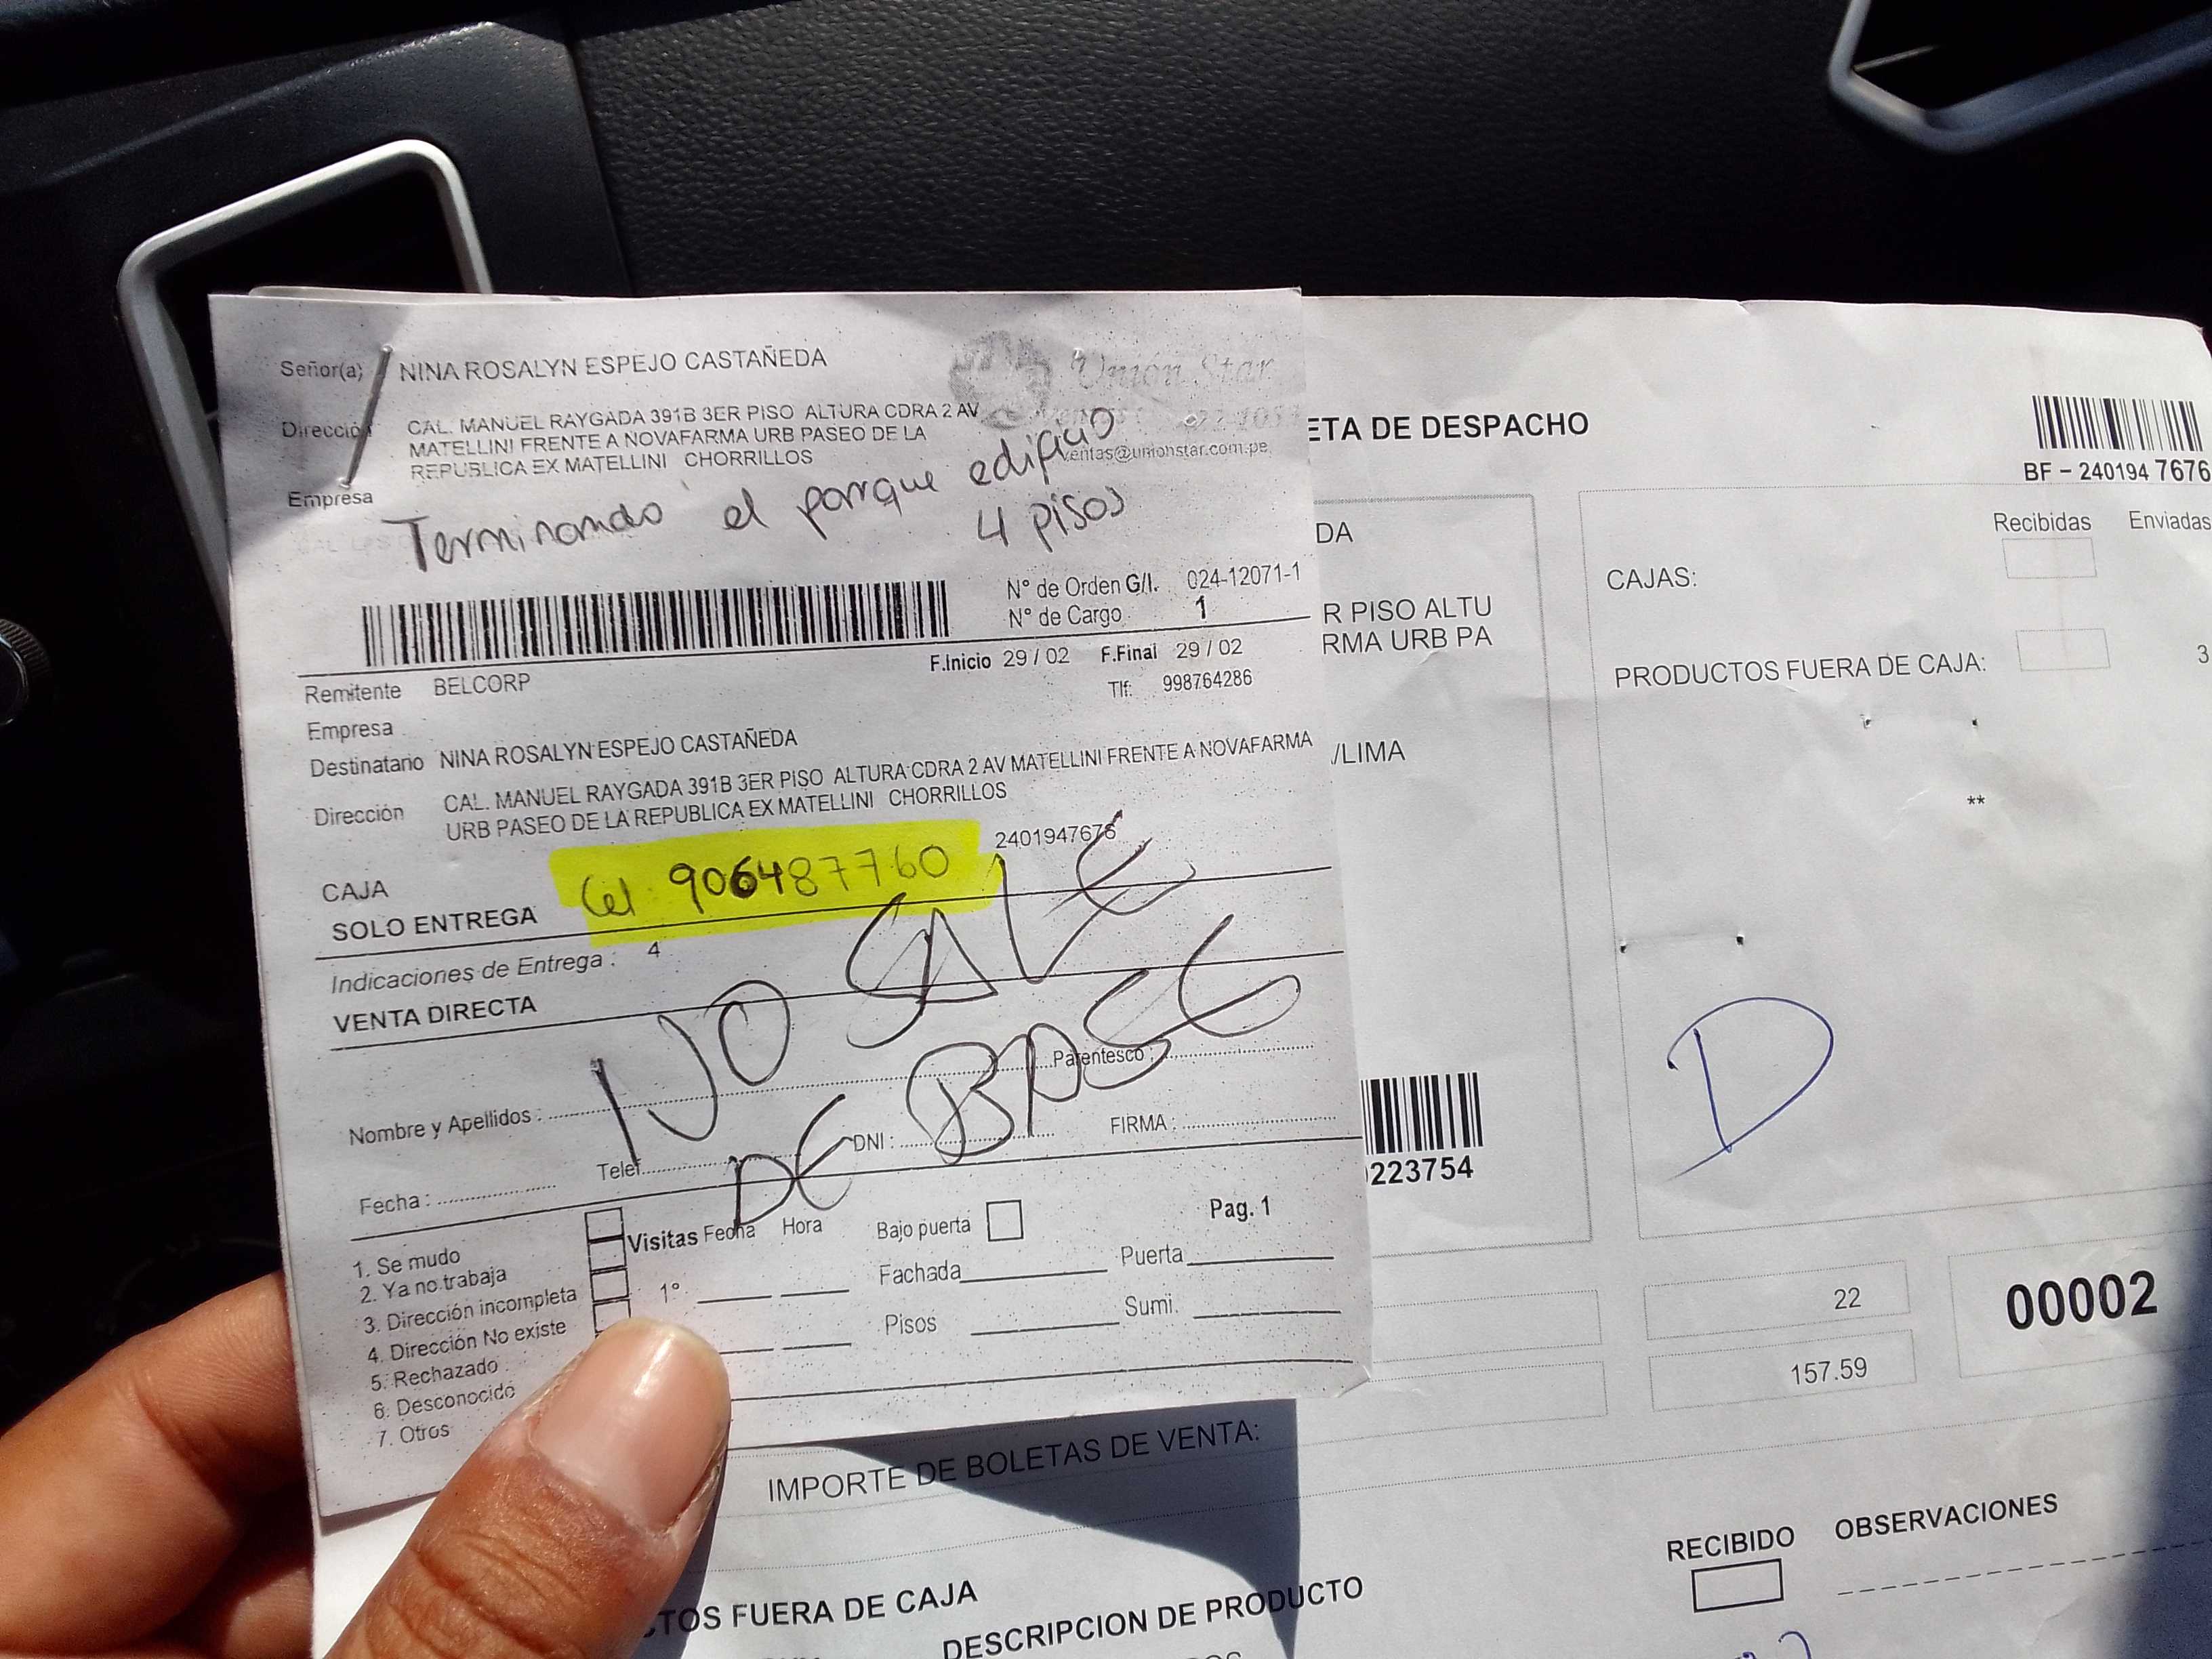 Señor(a) NINA ROSALYN ESPEJO CASTAÑEDA
Unión Star
Dirección CAL. MANUEL RAYGADA 391B 3ER PISO ALTURA CDRA 2 AV
MATELLINI FRENTE A NOVAFARMA URB PASEO DE LA
REPUBLICA EX MATELLINI CHORRILLOS
ventas@unionstar.com.pe
Empresa
Terminando el parque edificio
4 pisos
N° de Orden G/I. 024-12071-1
N° de Cargo 1
F.Inicio 29 / 02 F.Final 29 / 02
Remitente BELCORP
Tlf: 998764286
Empresa
Destinatario NINA ROSALYN ESPEJO CASTAÑEDA
Dirección CAL. MANUEL RAYGADA 391B 3ER PISO ALTURA CDRA 2 AV MATELLINI FRENTE A NOVAFARMA
URB PASEO DE LA REPUBLICA EX MATELLINI CHORRILLOS
2401947676
CAJA
Cel 906487760
SOLO ENTREGA
Indicaciones de Entrega : 4
VENTA DIRECTA
NO SALE
DE BASE
Nombre y Apellidos : Parentesco :
Fecha : Telef. DNI : FIRMA :
1. Se mudo
2. Ya no trabaja
3. Dirección incompleta
4. Dirección No existe
5. Rechazado
6. Desconocido
7. Otros
Visitas Fecha Hora
1°
Bajo puerta
Pag. 1
Fachada Puerta
Pisos Sumi.
ETA DE DESPACHO
BF - 240194 7676
DA
Recibidas Enviadas
CAJAS:
R PISO ALTU
RMA URB PA
PRODUCTOS FUERA DE CAJA: 3
/LIMA
**
D
223754
22
00002
157.59
IMPORTE DE BOLETAS DE VENTA:
RECIBIDO OBSERVACIONES
TOS FUERA DE CAJA
DESCRIPCION DE PRODUCTO